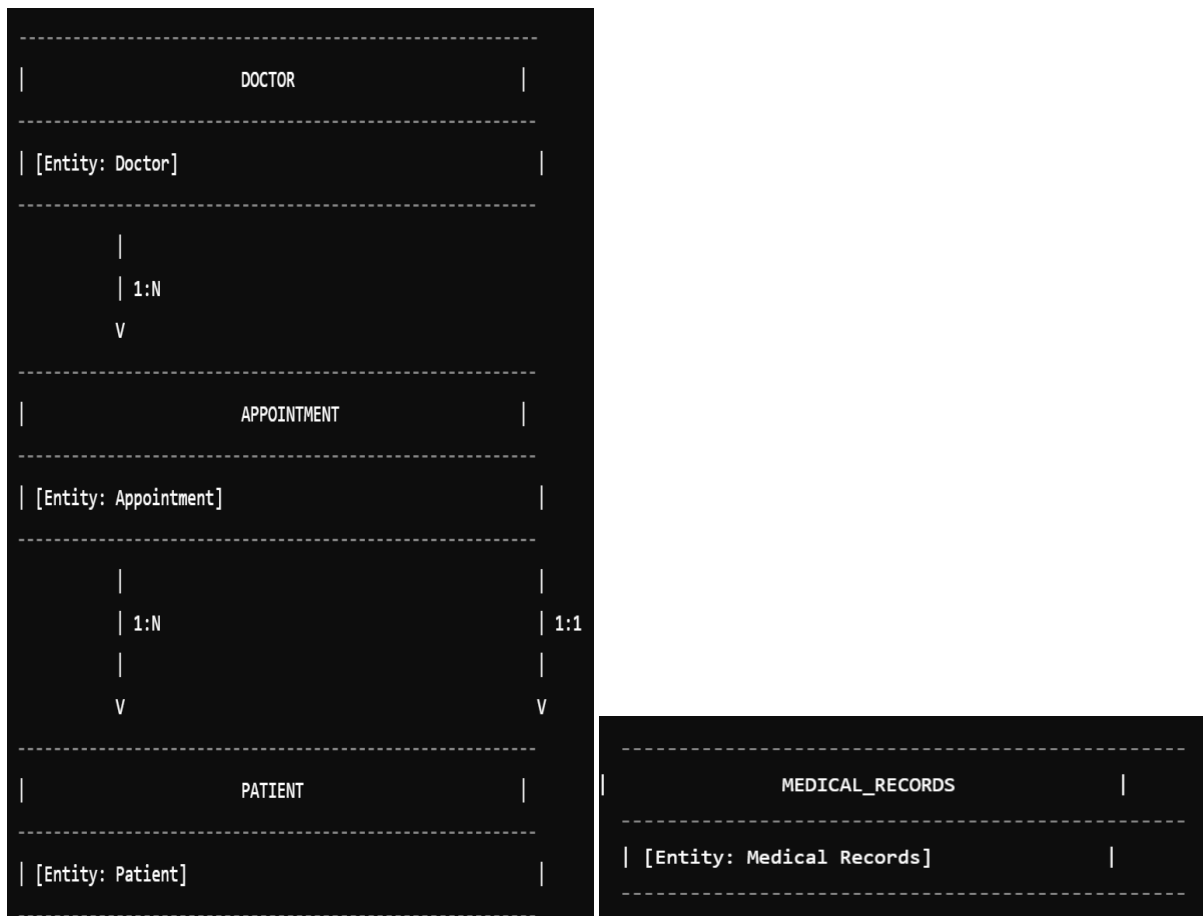 DOCTOR
[Entity: Doctor]
1:N
V
APPOINTMENT
[Entity: Appointment]
1:N 1:1
V V
PATIENT
[Entity: Patient]
MEDICAL_RECORDS
[Entity: Medical Records]